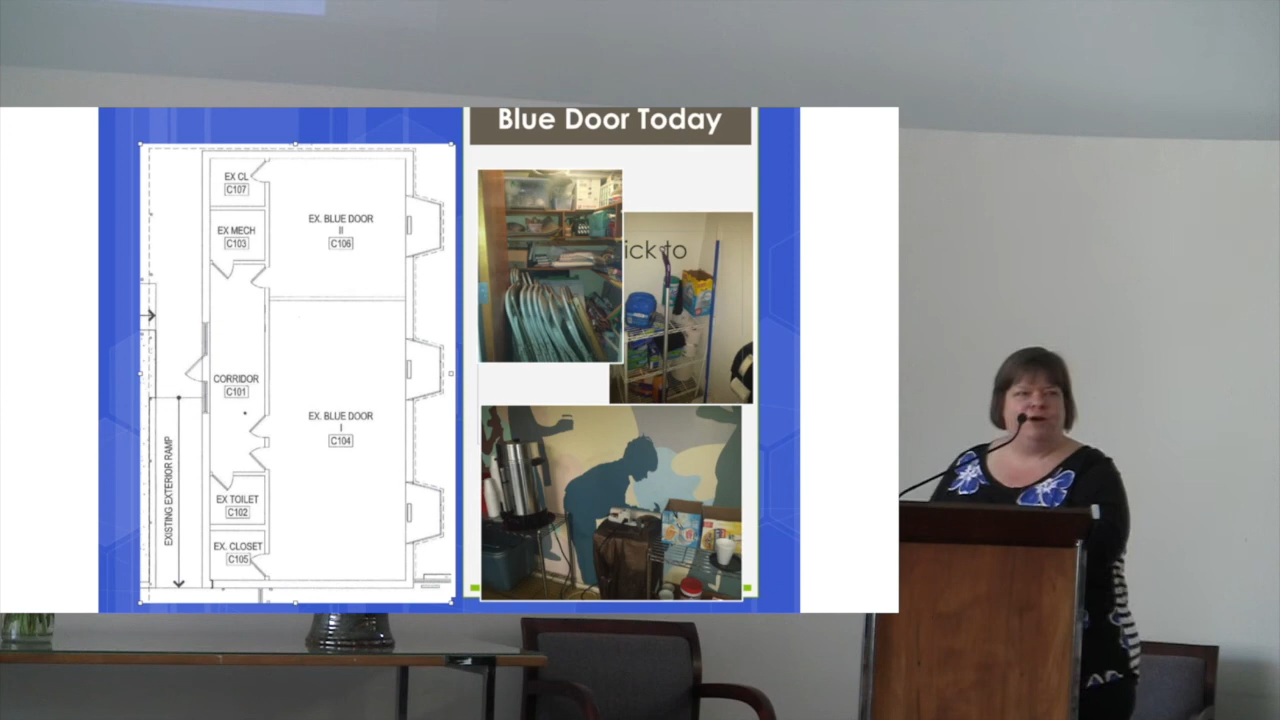 Blue Door Today
EX CL
C107
EX MECH
C103
EX. BLUE DOOR
II
C106
ick to
CORRIDOR
C101
EX. BLUE DOOR
I
C104
EXISTING EXTERIOR RAMP
EX TOILET
C102
EX. CLOSET
C105